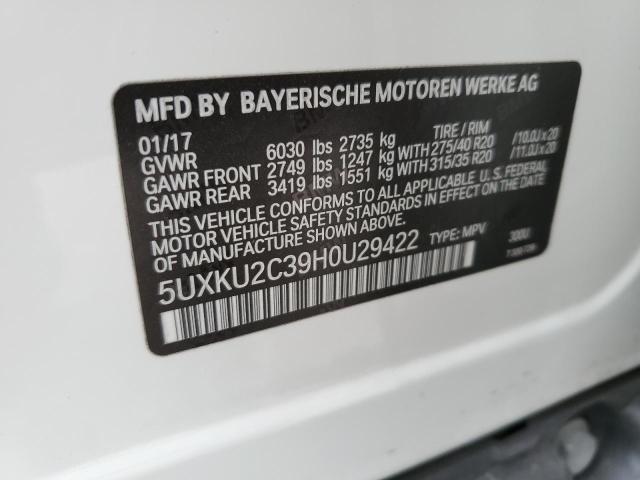 MFD BY BAYERISCHE MOTOREN WERKE AG
01/17 TIRE / RIM
GVWR 6030 lbs 2735 kg
GAWR FRONT 2749 lbs 1247 kg WITH 275/40 R20 /10.0J x 20
GAWR REAR 3419 lbs 1551 kg WITH 315/35 R20 /11.0J x 20
THIS VEHICLE CONFORMS TO ALL APPLICABLE U.S. FEDERAL
MOTOR VEHICLE SAFETY STANDARDS IN EFFECT ON THE
DATE OF MANUFACTURE SHOWN ABOVE.
5UXKU2C39H0U29422 TYPE: MPV 300U